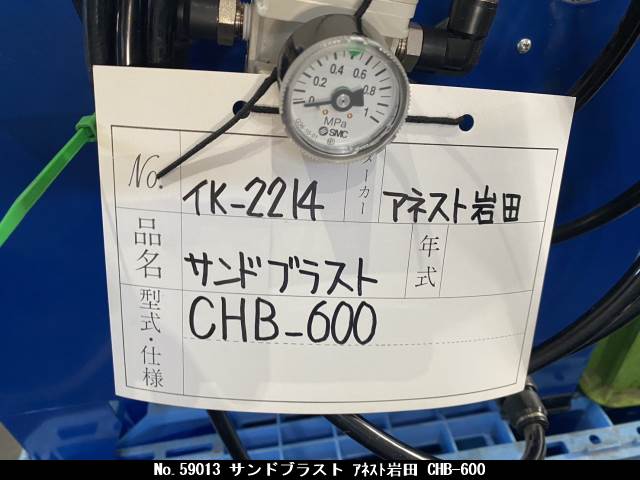 0 0.2 0.4 0.6 0.8 1
MPa
SMC
No. イK-2214 メーカー アネスト岩田
品名 サンドブラスト 年式
型式・仕様 CHB-600
No.59013 サンドブラスト ｱﾈｽﾄ岩田 CHB-600